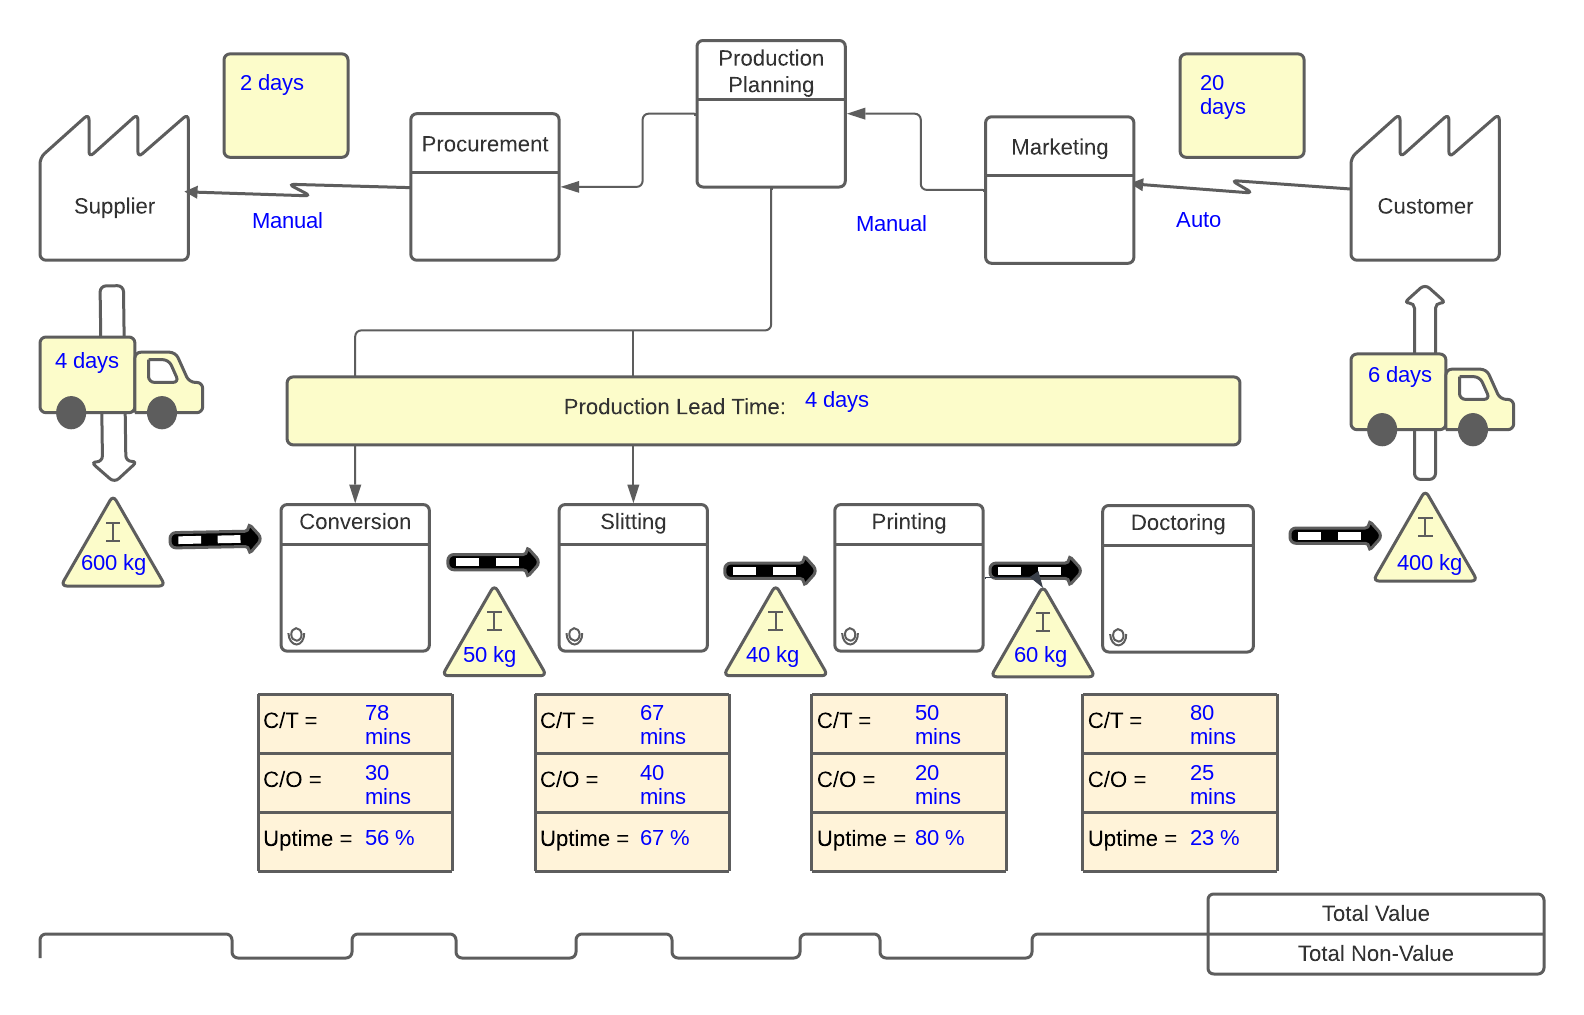 Production
Planning
2 days
20
days
Procurement
Marketing
Supplier
Customer
Manual
Manual
Auto
4 days
6 days
Production Lead Time: 4 days
Conversion
Slitting
Printing
Doctoring
600 kg
400 kg
50 kg
40 kg
60 kg
C/T = 78
mins
C/O = 30
mins
Uptime = 56 %
C/T = 67
mins
C/O = 40
mins
Uptime = 67 %
C/T = 50
mins
C/O = 20
mins
Uptime = 80 %
C/T = 80
mins
C/O = 25
mins
Uptime = 23 %
Total Value
Total Non-Value